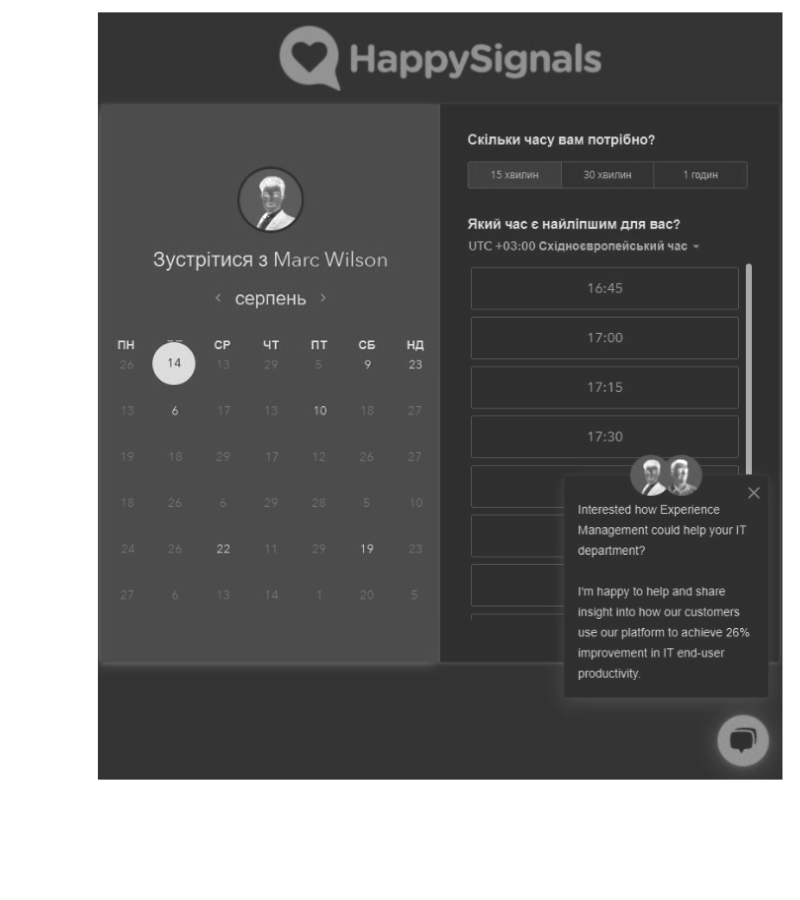 HappySignals
Зустрітися з Marc Wilson
‹ серпень ›
ПН СР ЧТ ПТ СБ НД
26 14 13 29 5 9 23
13 6 17 13 10 18 27
19 18 29 17 12 26 27
18 26 6 29 28 5 10
24 26 22 11 29 19 23
27 6 13 14 1 20 5
Скільки часу вам потрібно?
15 хвилин 30 хвилин 1 годин
Який час є найліпшим для вас?
UTC +03:00 Східноєвропейський час
16:45
17:00
17:15
17:30
Interested how Experience
Management could help your IT
department?
I'm happy to help and share
insight into how our customers
use our platform to achieve 26%
improvement in IT end-user
productivity.